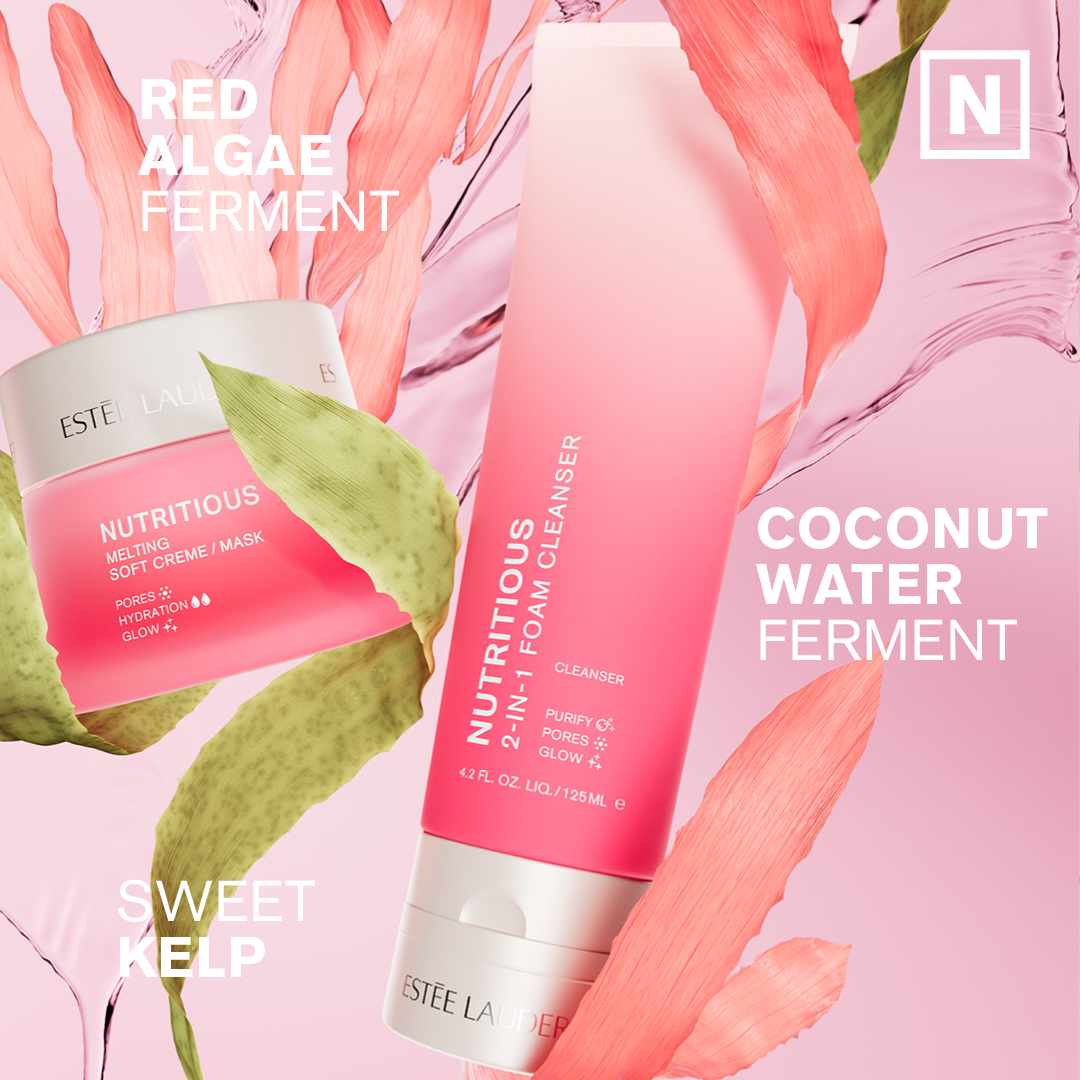 RED
ALGAE
FERMENT
N
ESTĒE LAUD
ES
NUTRITIOUS
MELTING
SOFT CREME / MASK
PORES
HYDRATION
GLOW
NUTRITIOUS
2-IN-1 FOAM CLEANSER
CLEANSER
PURIFY
PORES
GLOW
4.2 FL. OZ. LIQ. / 125 ML ℮
COCONUT
WATER
FERMENT
SWEET
KELP
ESTĒE LAUDER